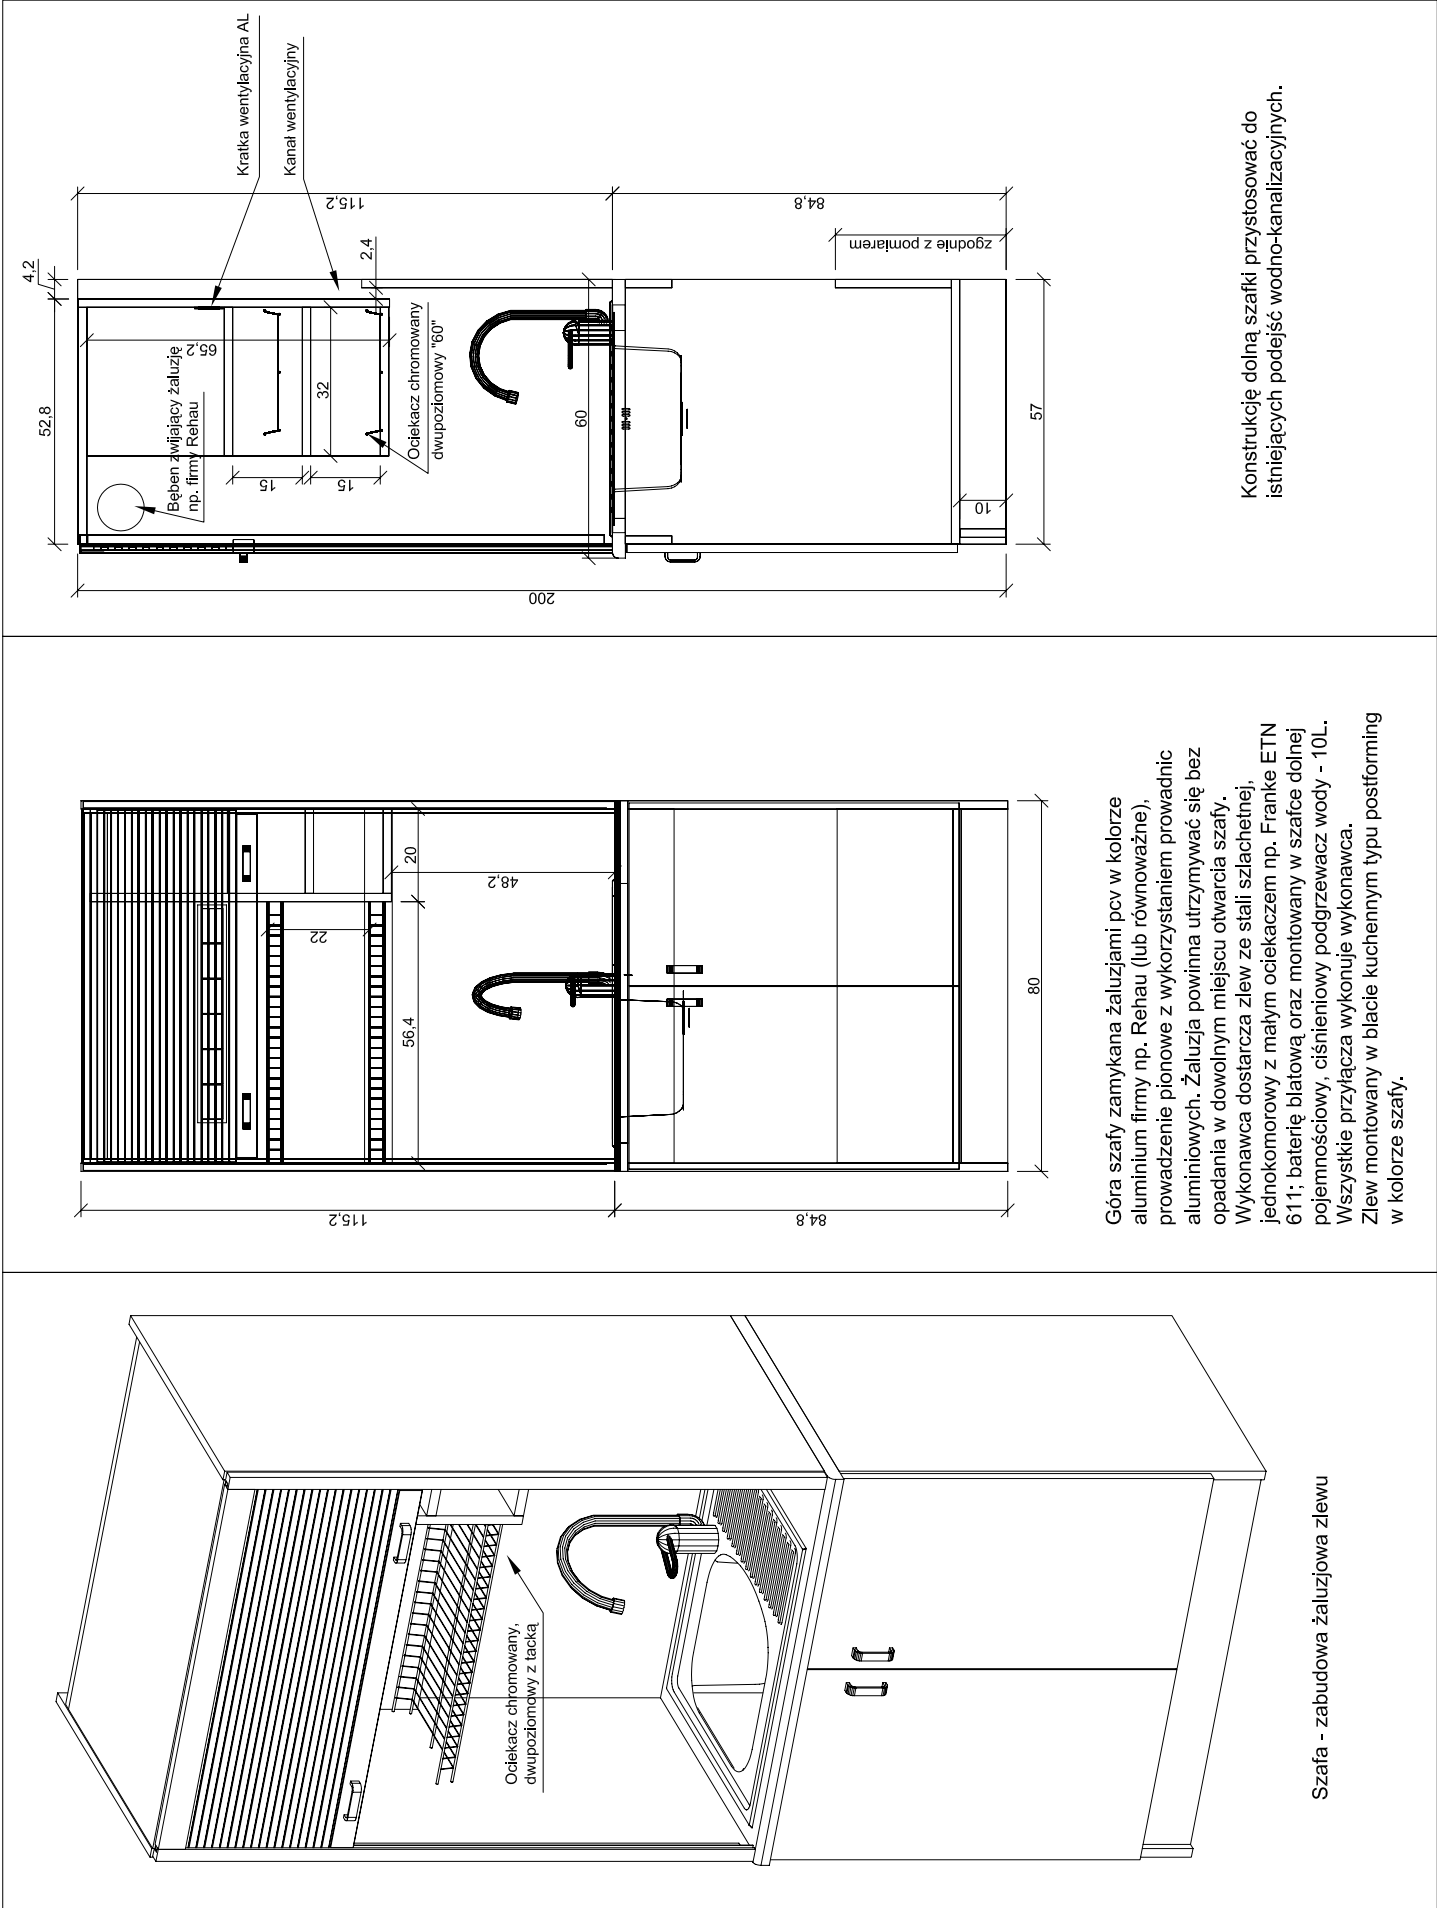 Szafa - zabudowa żaluzjowa zlewu
Ociekacz chromowany,
dwupoziomowy z tacką
115,2
84,8
22
56,4
20
48,2
80
Góra szafy zamykana żaluzjami pcv w kolorze
aluminium firmy np. Rehau (lub równoważne),
prowadzenie pionowe z wykorzystaniem prowadnic
aluminiowych. Żaluzja powinna utrzymywać się bez
opadania w dowolnym miejscu otwarcia szafy.
Wykonawca dostarcza zlew ze stali szlachetnej,
jednokomorowy z małym ociekaczem np. Franke ETN
611; baterię blatową oraz montowany w szafce dolnej
pojemnościowy, ciśnieniowy podgrzewacz wody - 10L.
Wszystkie przyłącza wykonuje wykonawca.
Zlew montowany w blacie kuchennym typu postforming
w kolorze szafy.
52,8
4,2
Kratka wentylacyjna AL
Kanał wentylacyjny
65,2
Bęben zwijający żaluzję
np. firmy Rehau
32
2,4
15
15
Ociekacz chromowany
dwupoziomowy "60"
60
115,2
84,8
zgodnie z pomiarem
10
57
200
Konstrukcję dolną szafki przystosować do
istniejących podejść wodno-kanalizacyjnych.